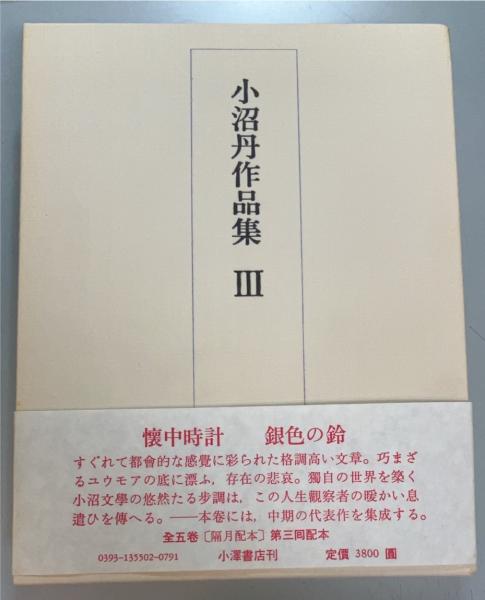 小沼丹作品集 III
懷中時計 銀色の鈴
すぐれて都會的な感覺に彩られた格調高い文章。巧まざ
るユウモアの底に漂ふ，存在の悲哀。獨自の世界を築く
小沼文學の悠然たる步調は，この人生觀察者の暖かい息
遣ひを傳へる。——本卷には，中期の代表作を集成する。
全五卷〔隔月配本〕第三回配本
0393-135502-0791 小澤書店刊 定價 3800 圓